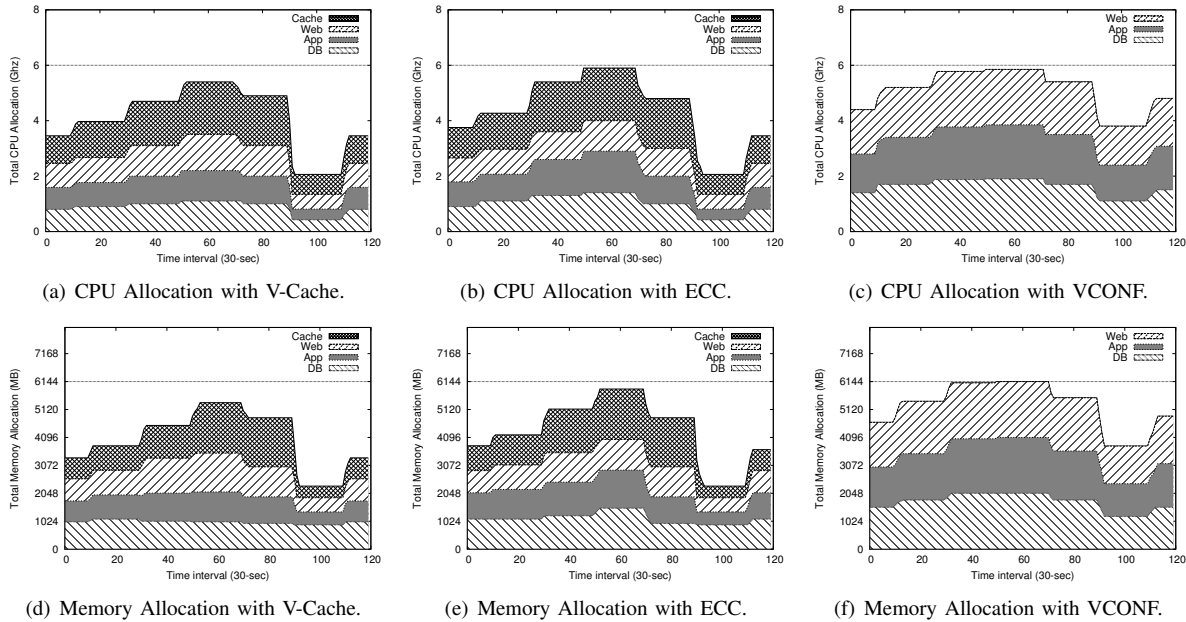 Cache
Web
App
DB
8
6
4
2
0
0 20 40 60 80 100 120
Total CPU Allocation (Ghz)
Time interval (30-sec)
(a) CPU Allocation with V-Cache.
Cache
Web
App
DB
8
6
4
2
0
0 20 40 60 80 100 120
Total CPU Allocation (Ghz)
Time interval (30-sec)
(b) CPU Allocation with ECC.
Web
App
DB
8
6
4
2
0
0 20 40 60 80 100 120
Total CPU Allocation (Ghz)
Time interval (30-sec)
(c) CPU Allocation with VCONF.
Cache
Web
App
DB
7168
6144
5120
4096
3072
2048
1024
0
0 20 40 60 80 100 120
Total Memory Allocation (MB)
Time interval (30-sec)
(d) Memory Allocation with V-Cache.
Cache
Web
App
DB
7168
6144
5120
4096
3072
2048
1024
0
0 20 40 60 80 100 120
Total Memory Allocation (MB)
Time interval (30-sec)
(e) Memory Allocation with ECC.
Web
App
DB
7168
6144
5120
4096
3072
2048
1024
0
0 20 40 60 80 100 120
Total Memory Allocation (MB)
Time interval (30-sec)
(f) Memory Allocation with VCONF.